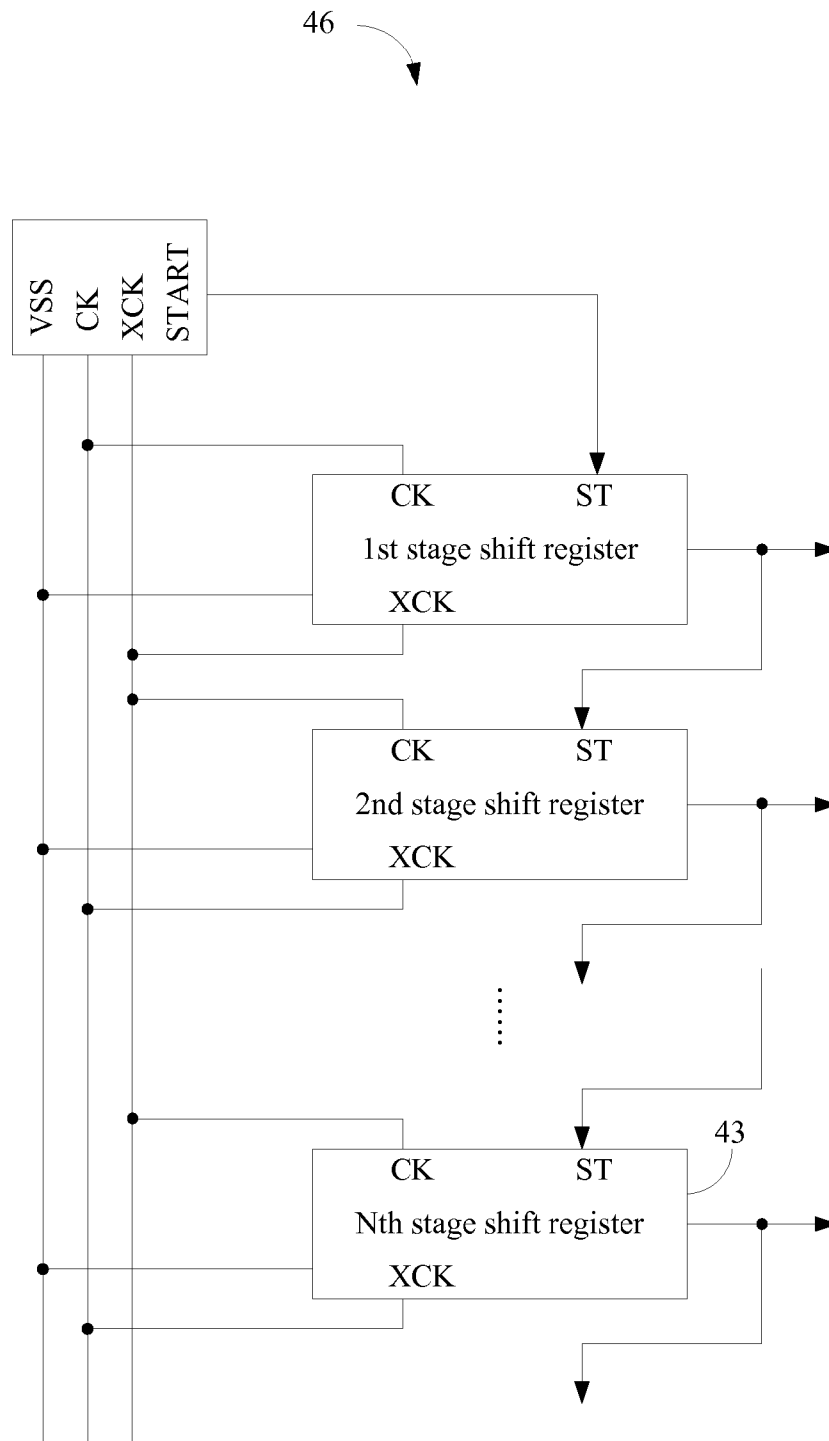 46
VSS
CK
XCK
START
CK ST
1st stage shift register
XCK
CK ST
2nd stage shift register
XCK
43
CK ST
Nth stage shift register
XCK